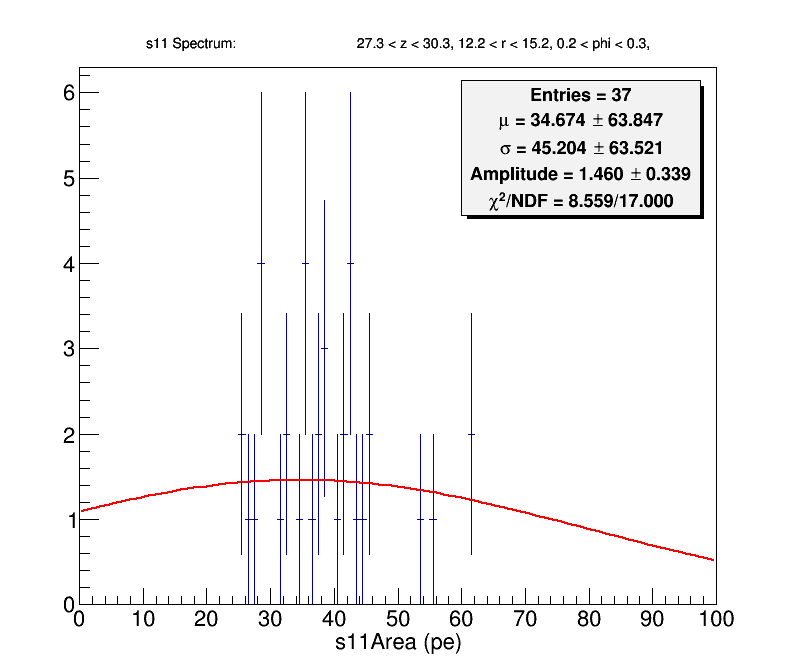 s11 Spectrum: 27.3 < z < 30.3, 12.2 < r < 15.2, 0.2 < phi < 0.3,
Entries = 37
μ = 34.674 ± 63.847
σ = 45.204 ± 63.521
Amplitude = 1.460 ± 0.339
χ²/NDF = 8.559/17.000
6
5
4
3
2
1
0
0 10 20 30 40 50 60 70 80 90 100
s11Area (pe)